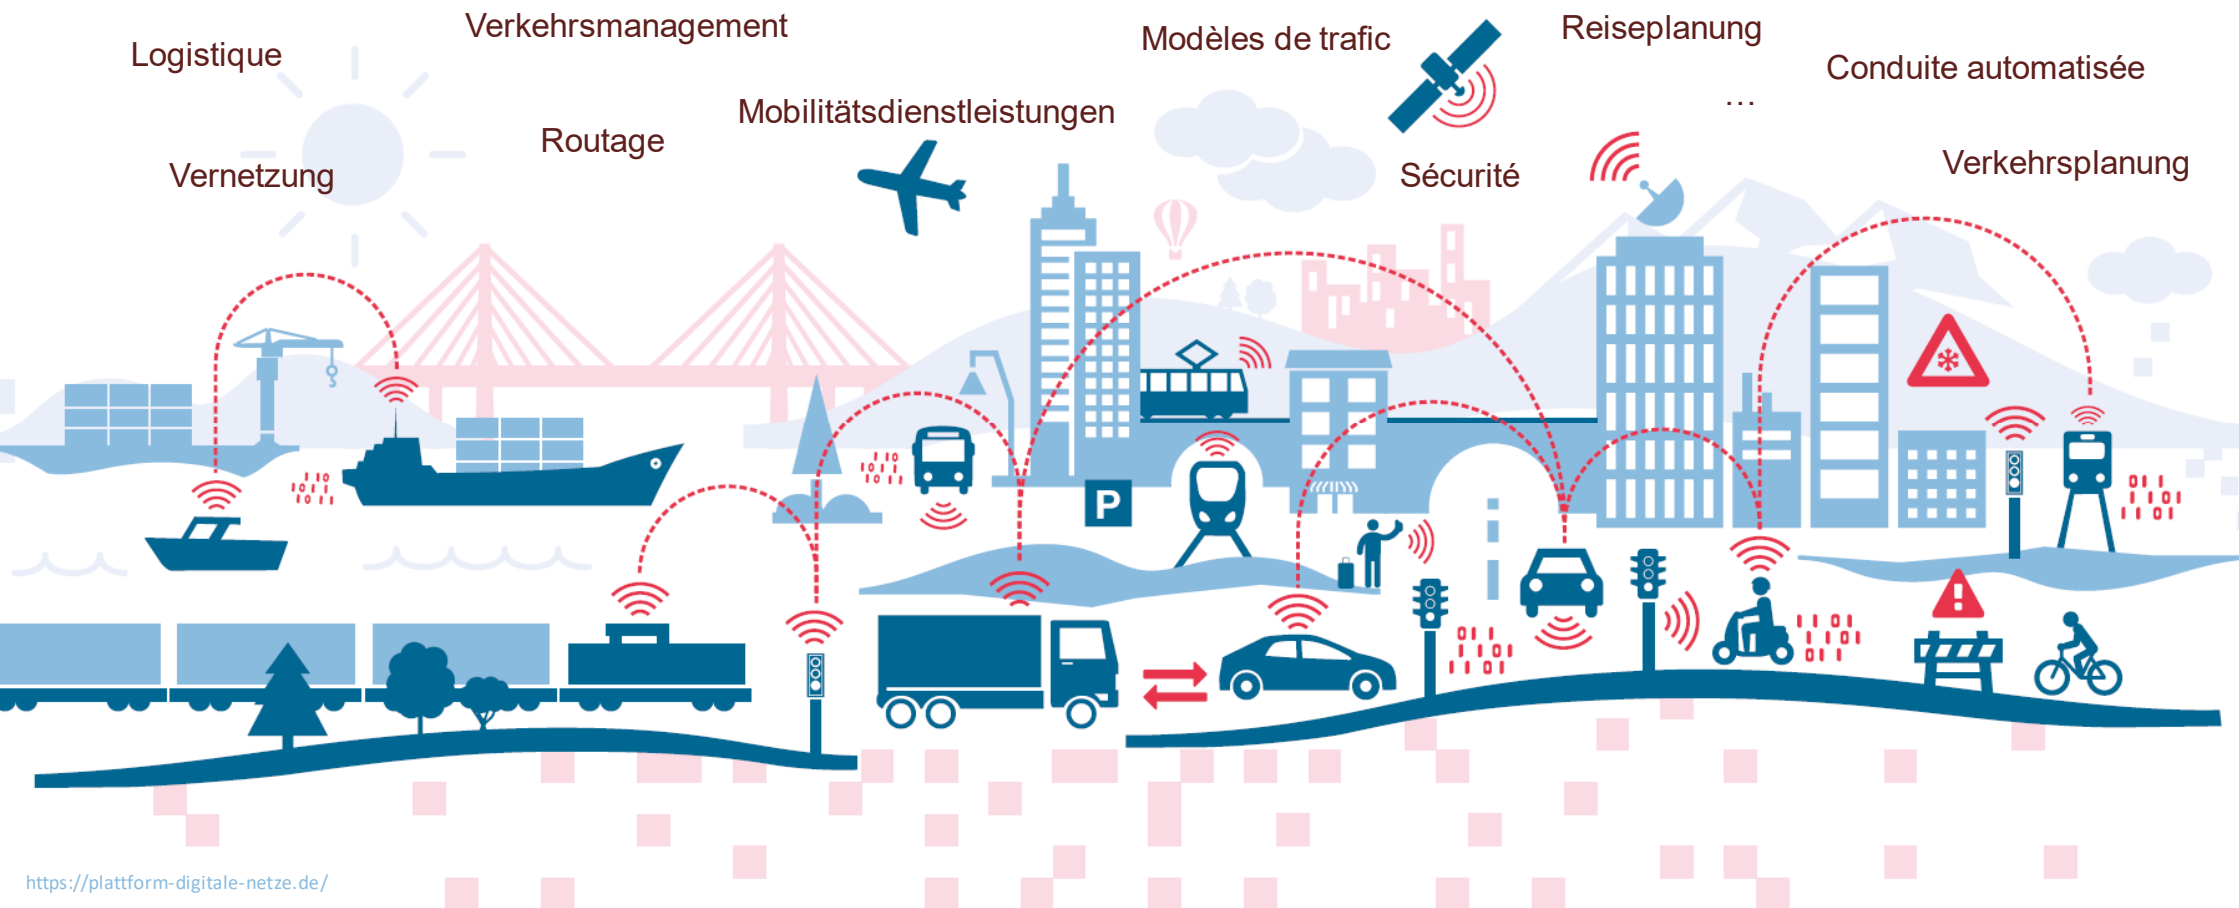 Verkehrsmanagement
Logistique
Modèles de trafic
Reiseplanung
Conduite automatisée
...
Mobilitätsdienstleistungen
Routage
Vernetzung
Sécurité
Verkehrsplanung
P
https://plattform-digitale-netze.de/